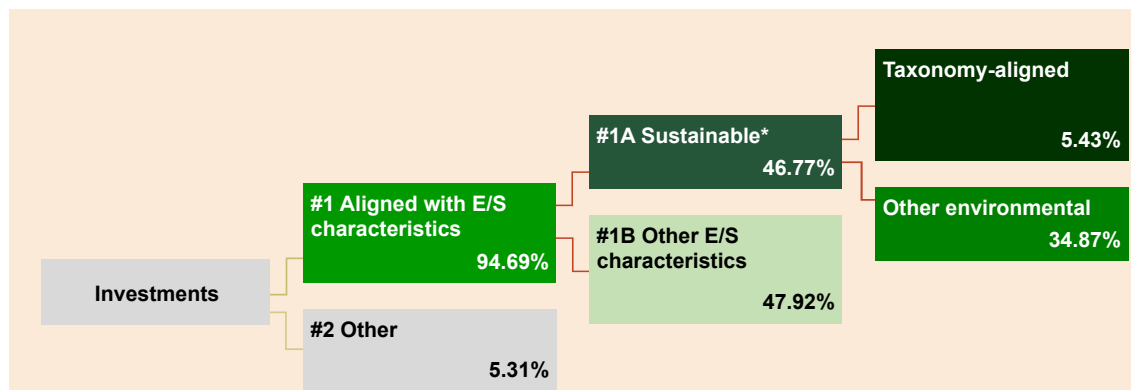 Taxonomy-aligned
5.43%
#1A Sustainable*
46.77%
#1 Aligned with E/S
characteristics
94.69%
Other environmental
34.87%
#1B Other E/S
characteristics
47.92%
Investments
#2 Other
5.31%